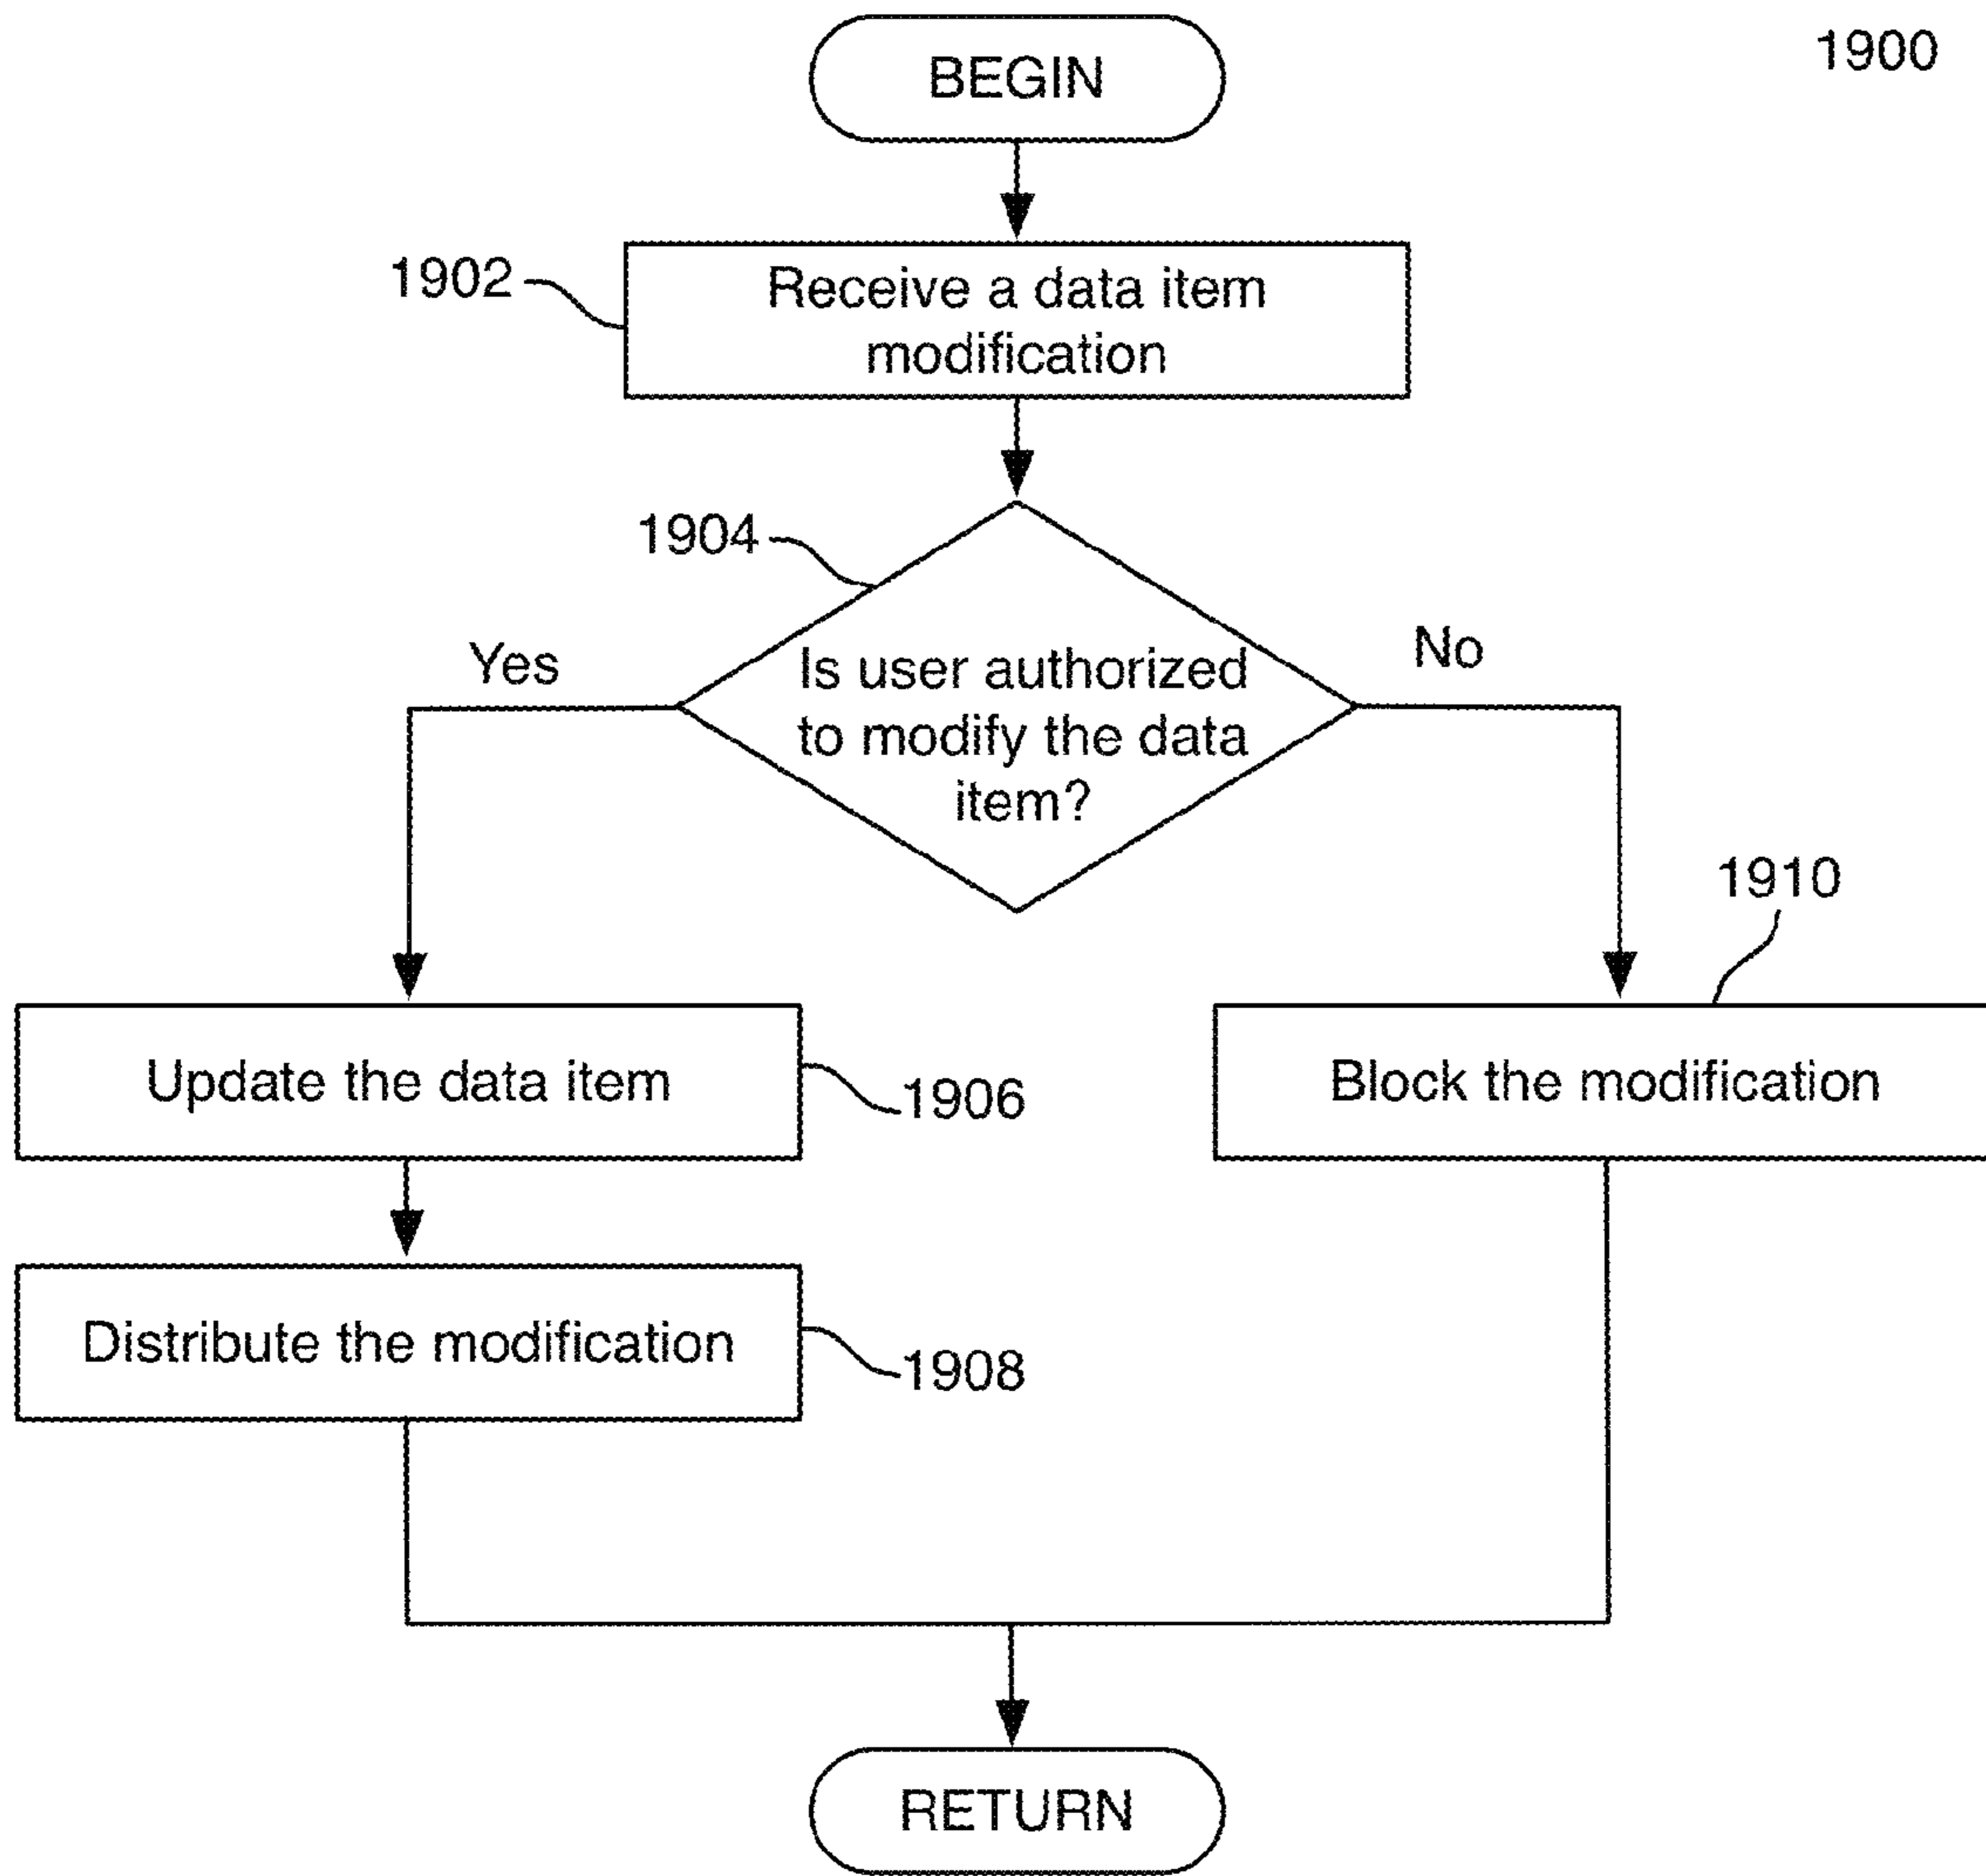 1900
BEGIN
1902
Receive a data item
modification
1904
Yes
Is user authorized
to modify the data
item?
No
1910
Update the data item
1906
Block the modification
Distribute the modification
1908
RETURN